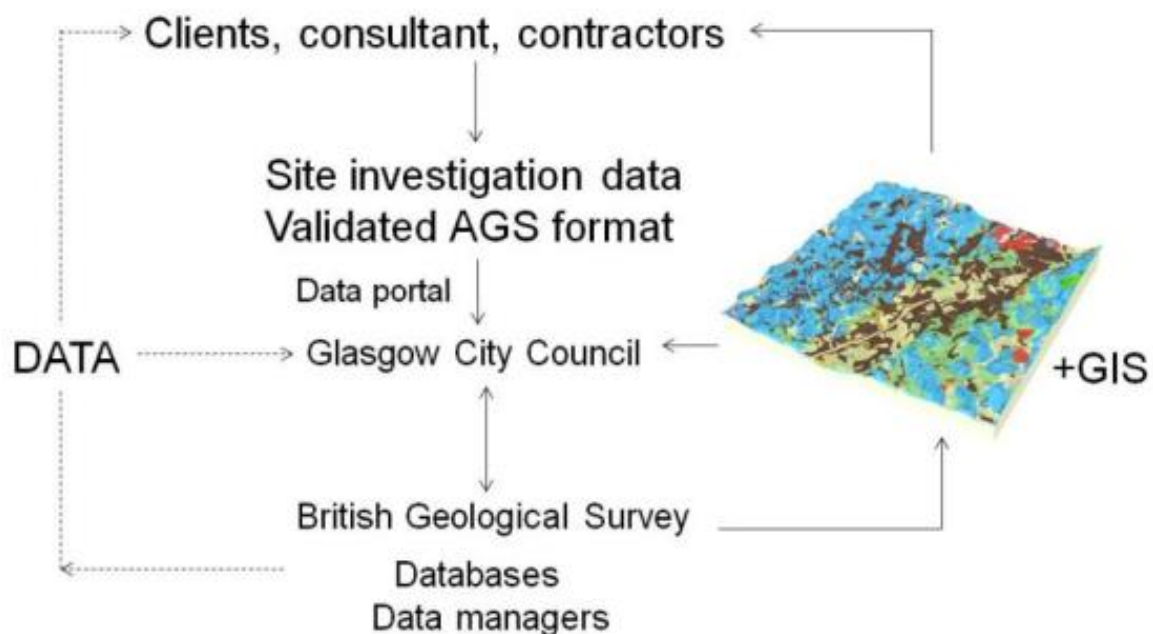 Clients, consultant, contractors
Site investigation data
Validated AGS format
Data portal
DATA
Glasgow City Council
+GIS
British Geological Survey
Databases
Data managers